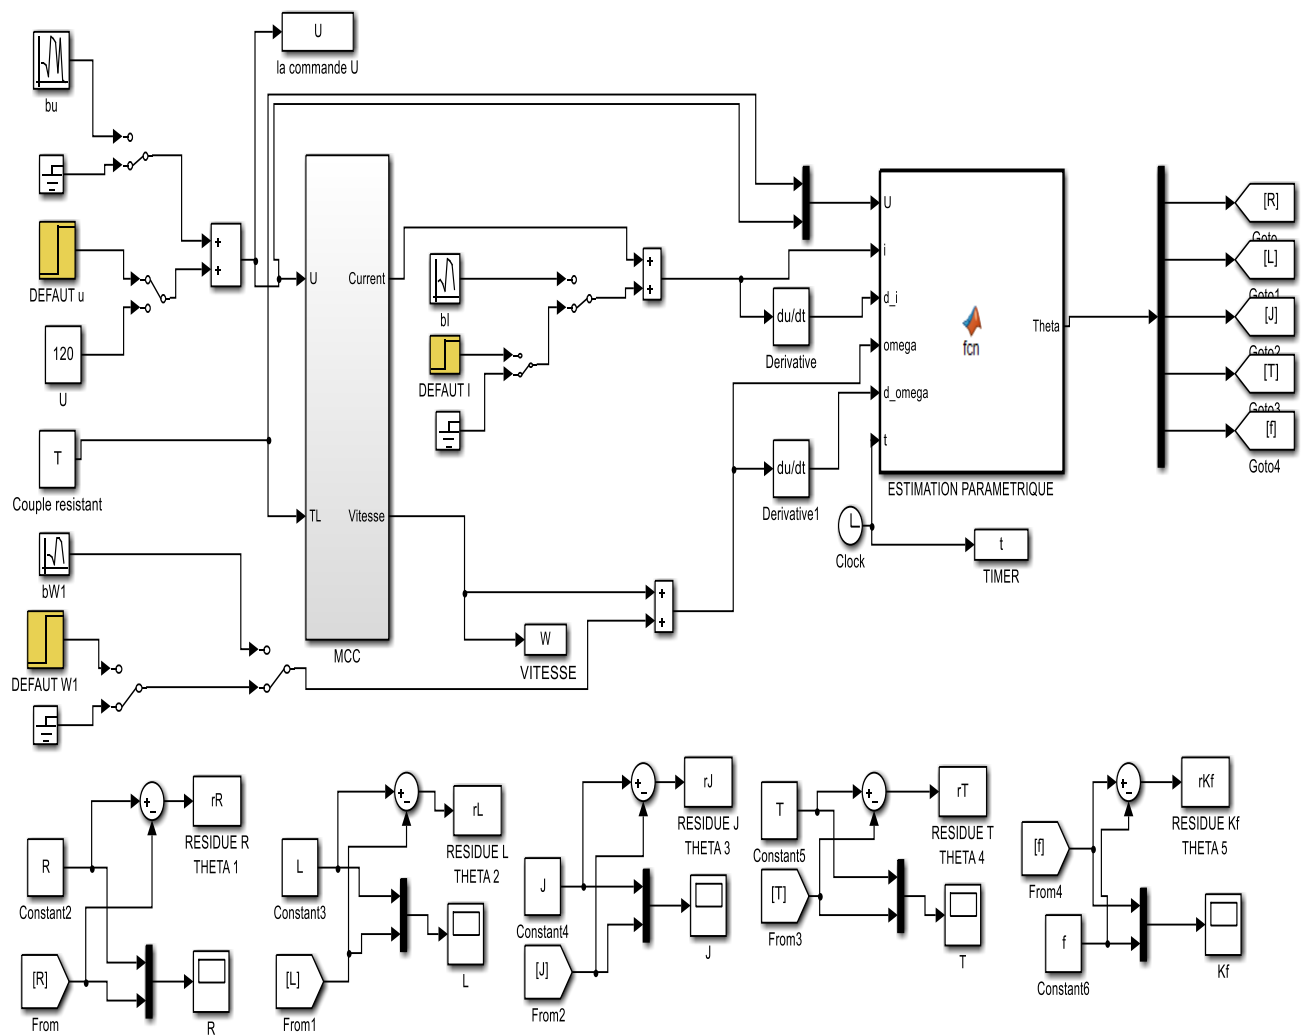 U
la commande U
bu
DEFAUT u
120
U
T
Couple resistant
bW1
DEFAUT W1
+
+
U
Current
TL
Vitesse
MCC
bI
DEFAUT I
+
+
du/dt
Derivative
du/dt
Derivative1
+
+
W
VITESSE
U
i
d_i
omega
d_omega
t
fcn
Theta
ESTIMATION PARAMETRIQUE
Clock
t
TIMER
[R]
Goto
[L]
Goto1
[J]
Goto2
[T]
Goto3
[f]
Goto4
+
−
rR
RESIDUE R
THETA 1
R
Constant2
[R]
From
R
+
−
rL
RESIDUE L
THETA 2
L
Constant3
[L]
From1
L
+
−
rJ
RESIDUE J
THETA 3
J
Constant4
[J]
From2
J
+
−
rT
RESIDUE T
THETA 4
T
Constant5
[T]
From3
T
+
−
rKf
RESIDUE Kf
THETA 5
[f]
From4
f
Constant6
Kf